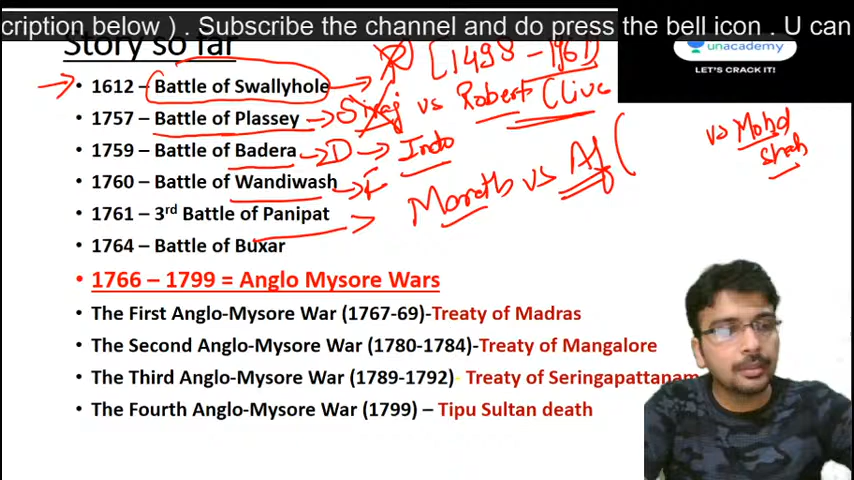 cription below ) . Subscribe the channel and do press the bell icon . U can
Story so far
unacademy
LET'S CRACK IT!
[1498 – 1961)
• 1612 – Battle of Swallyhole
• 1757 – Battle of Plassey → Siraj vs Robert Clive
• 1759 – Battle of Badera → D → Indo
vs Mohd
Shah
• 1760 – Battle of Wandiwash → F
• 1761 – 3rd Battle of Panipat
Marath vs Af (
• 1764 – Battle of Buxar
• 1766 – 1799 = Anglo Mysore Wars
• The First Anglo-Mysore War (1767-69)-Treaty of Madras
• The Second Anglo-Mysore War (1780-1784)-Treaty of Mangalore
• The Third Anglo-Mysore War (1789-1792)- Treaty of Seringapattanam
• The Fourth Anglo-Mysore War (1799) – Tipu Sultan death